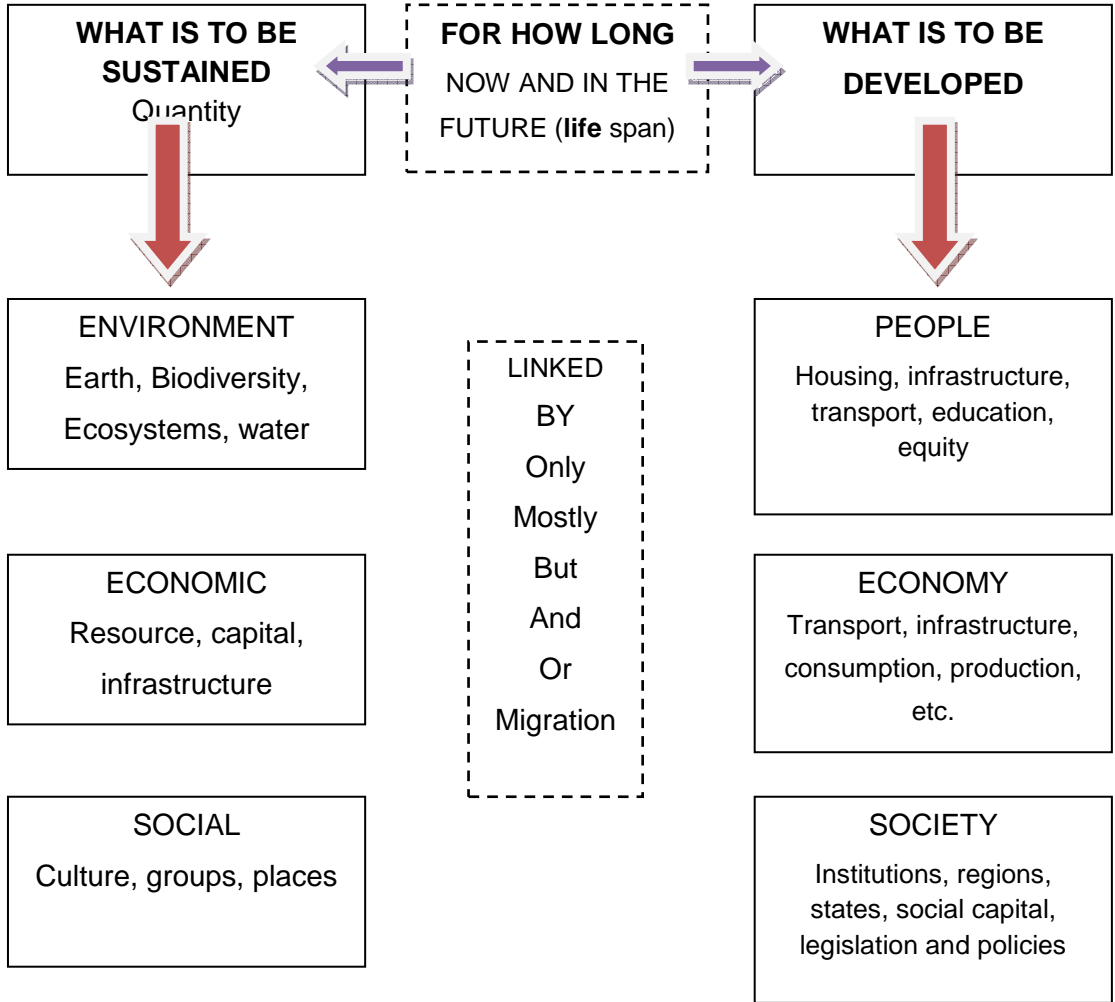 WHAT IS TO BE
SUSTAINED
Quantity
FOR HOW LONG
NOW AND IN THE
FUTURE (life span)
WHAT IS TO BE
DEVELOPED
ENVIRONMENT
Earth, Biodiversity,
Ecosystems, water
LINKED
BY
Only
Mostly
But
And
Or
Migration
PEOPLE
Housing, infrastructure,
transport, education,
equity
ECONOMIC
Resource, capital,
infrastructure
ECONOMY
Transport, infrastructure,
consumption, production,
etc.
SOCIAL
Culture, groups, places
SOCIETY
Institutions, regions,
states, social capital,
legislation and policies